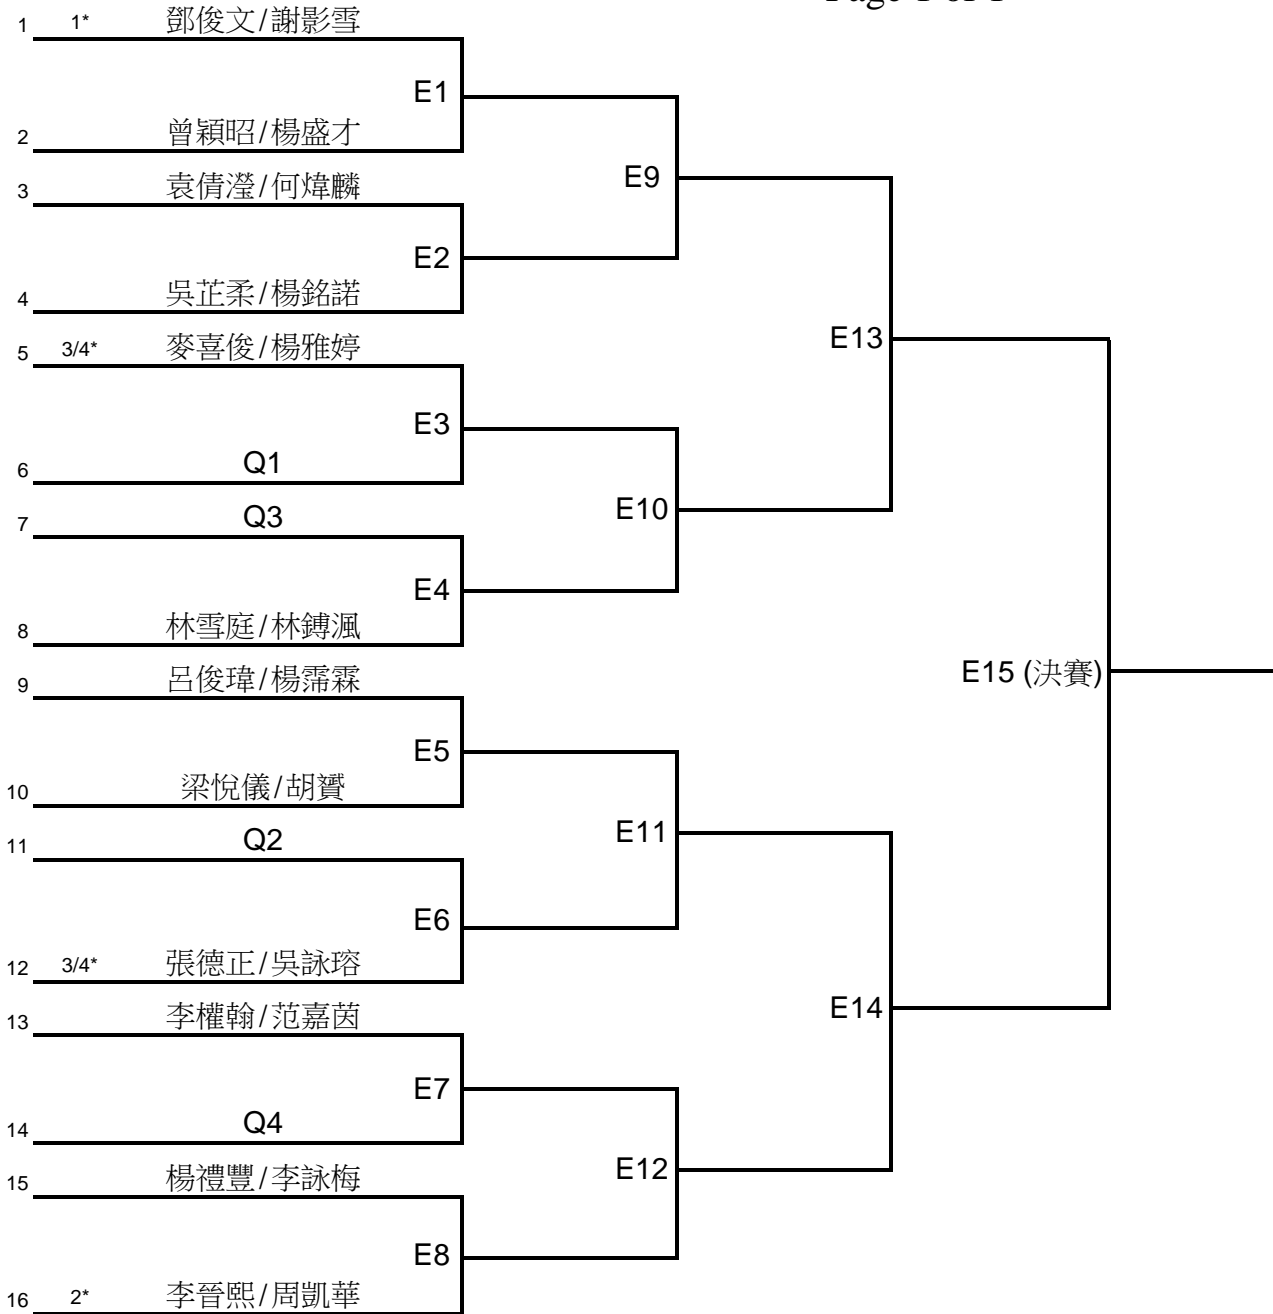 1 1* 鄧俊文/謝影雪
E1
2 曾穎昭/楊盛才
E9
3 袁倩瀅/何煒麟
E2
4 吳芷柔/楊銘諾
E13
5 3/4* 麥喜俊/楊雅婷
E3
6 Q1
E10
7 Q3
E4
8 林雪庭/林鎛渢
E15 (決賽)
9 呂俊瑋/楊霈霖
E5
10 梁悅儀/胡贇
E11
11 Q2
E6
12 3/4* 張德正/吳詠瑢
E14
13 李權翰/范嘉茵
E7
14 Q4
E12
15 楊禮豐/李詠梅
E8
16 2* 李晉熙/周凱華